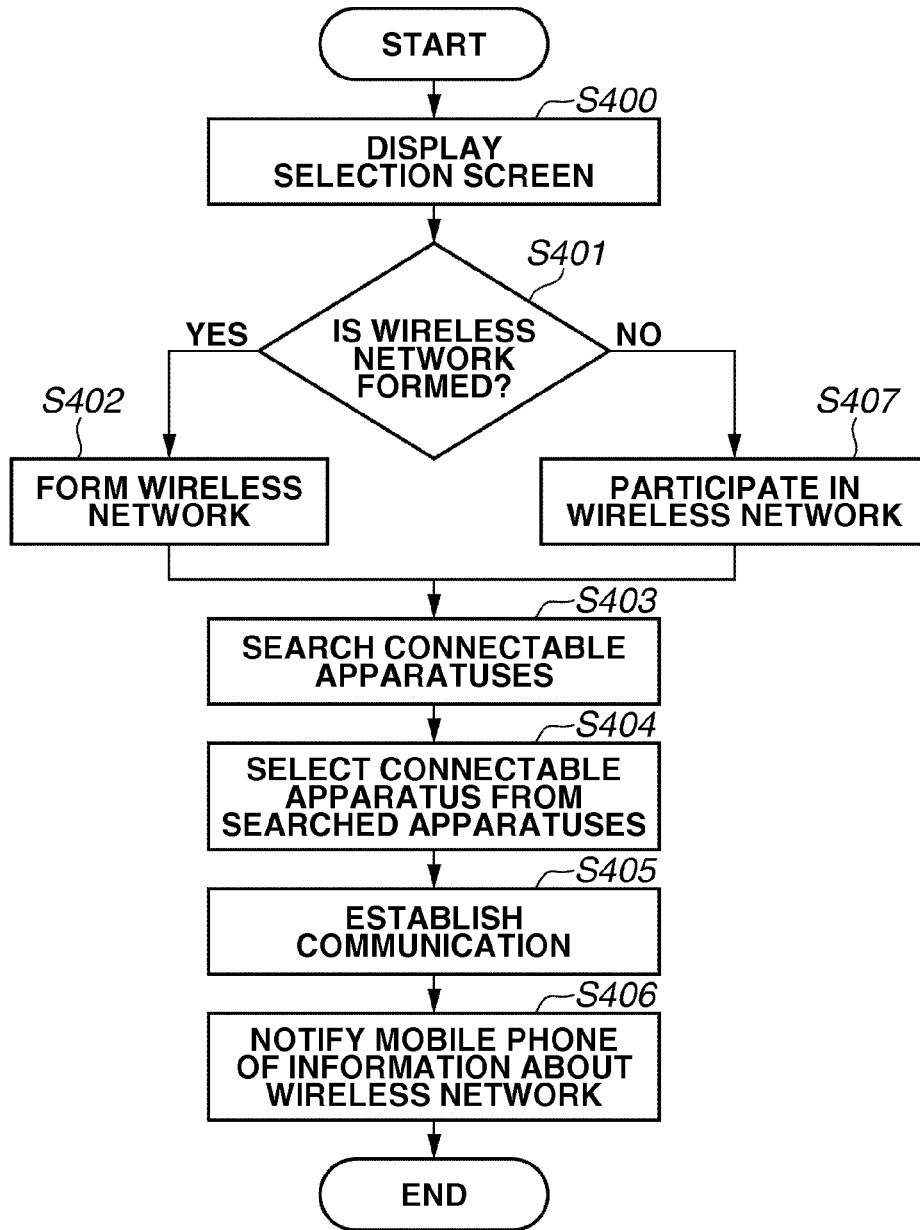 START
S400
DISPLAY
SELECTION SCREEN
S401
IS WIRELESS
NETWORK
FORMED?
YES
NO
S402
FORM WIRELESS
NETWORK
S407
PARTICIPATE IN
WIRELESS NETWORK
S403
SEARCH CONNECTABLE
APPARATUSES
S404
SELECT CONNECTABLE
APPARATUS FROM
SEARCHED APPARATUSES
S405
ESTABLISH
COMMUNICATION
S406
NOTIFY MOBILE PHONE
OF INFORMATION ABOUT
WIRELESS NETWORK
END